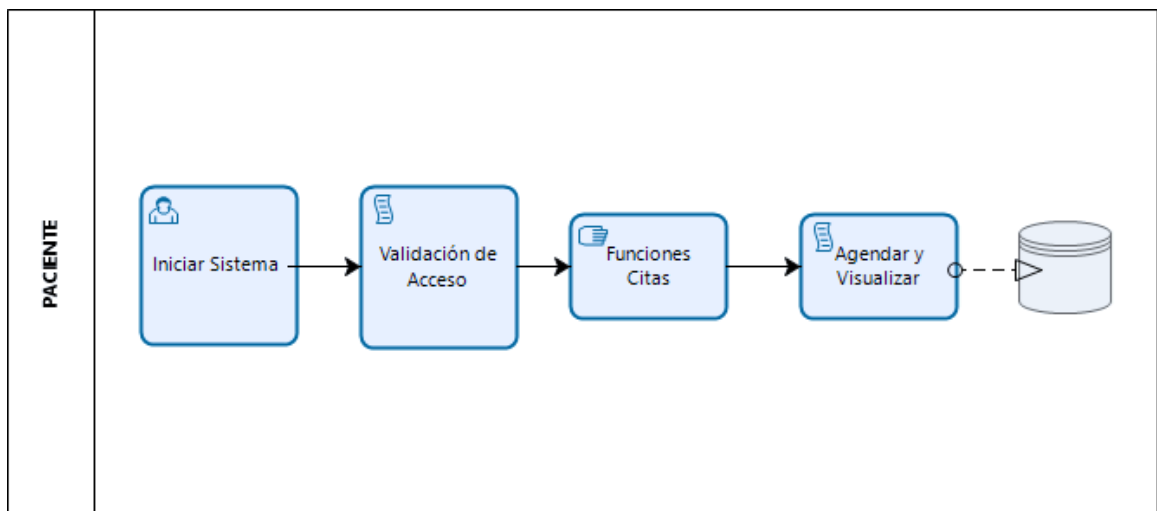 PACIENTE
Iniciar Sistema
Validación de
Acceso
Funciones
Citas
Agendar y
Visualizar